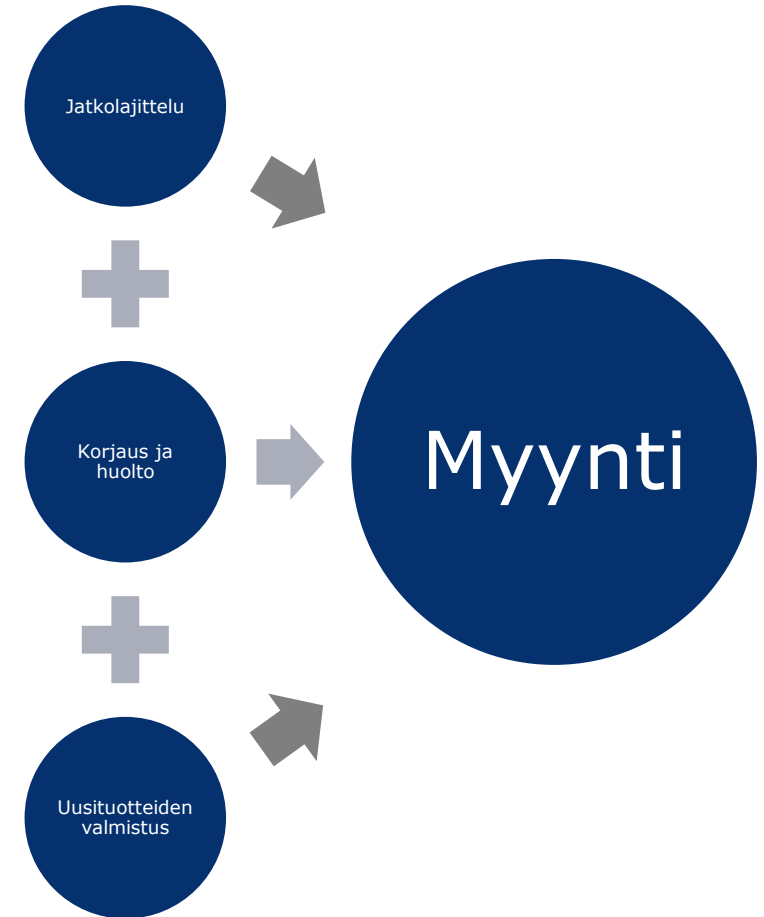 Jatkolajittelu
Korjaus ja
huolto
Uusituotteiden
valmistus
Myynti